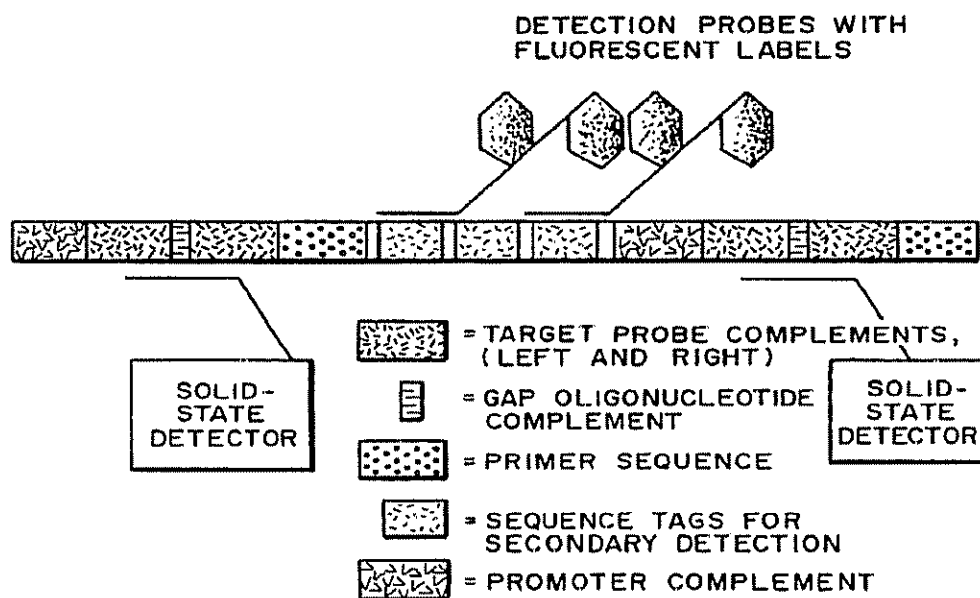 DETECTION PROBES WITH
FLUORESCENT LABELS
SOLID-
STATE
DETECTOR
= TARGET PROBE COMPLEMENTS,
(LEFT AND RIGHT)
= GAP OLIGONUCLEOTIDE
COMPLEMENT
= PRIMER SEQUENCE
= SEQUENCE TAGS FOR
SECONDARY DETECTION
= PROMOTER COMPLEMENT
SOLID-
STATE
DETECTOR